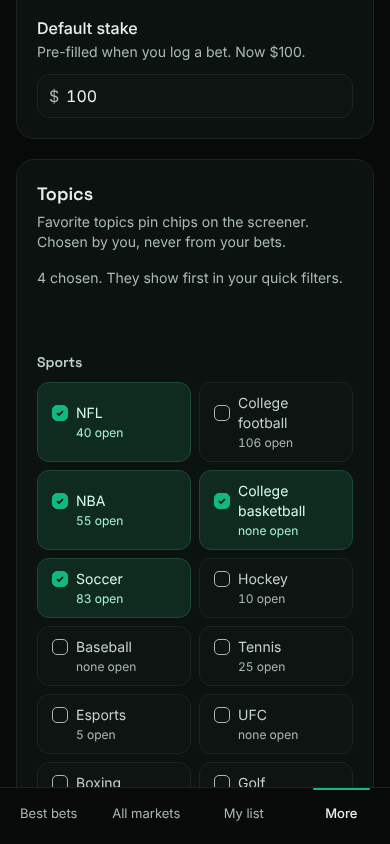 Default stake
Pre-filled when you log a bet. Now $100.
$ 100
Topics
Favorite topics pin chips on the screener.
Chosen by you, never from your bets.
4 chosen. They show first in your quick filters.
Sports
NFL
40 open
College
football
106 open
NBA
55 open
College
basketball
none open
Soccer
83 open
Hockey
10 open
Baseball
none open
Tennis
25 open
Esports
5 open
UFC
none open
Boxing
Golf
Best bets
All markets
My list
More